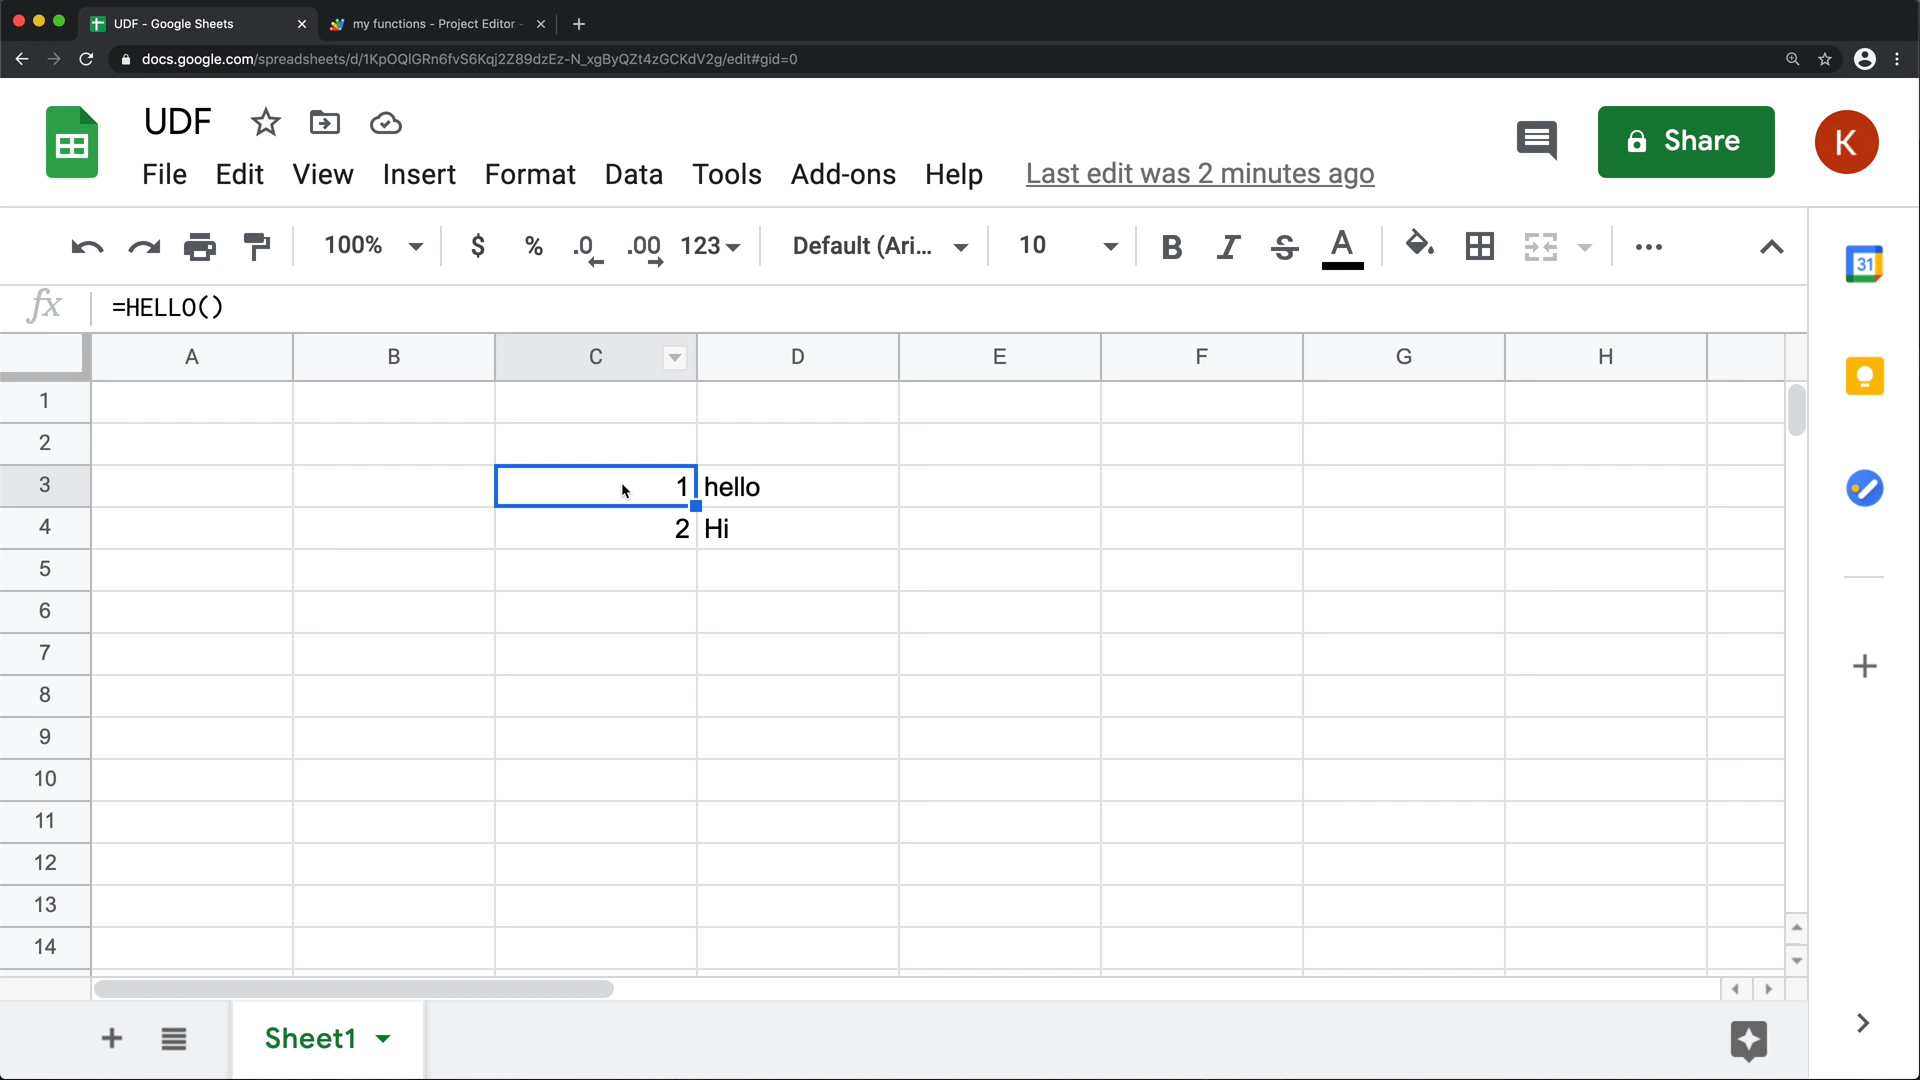 UDF - Google Sheets
my functions - Project Editor -
docs.google.com/spreadsheets/d/1KpOQlGRn6fvS6Kqj2Z89dzEz-N_xgByQZt4zGCKdV2g/edit#gid=0
UDF
Share
K
File Edit View Insert Format Data Tools Add-ons Help Last edit was 2 minutes ago
100% $ % .0 .00 123 Default (Ari... 10 B I S A
31
fx =HELLO()
A B C D E F G H
1
2
3 1 hello
4 2 Hi
5
6
7
8
9
10
11
12
13
14
Sheet1